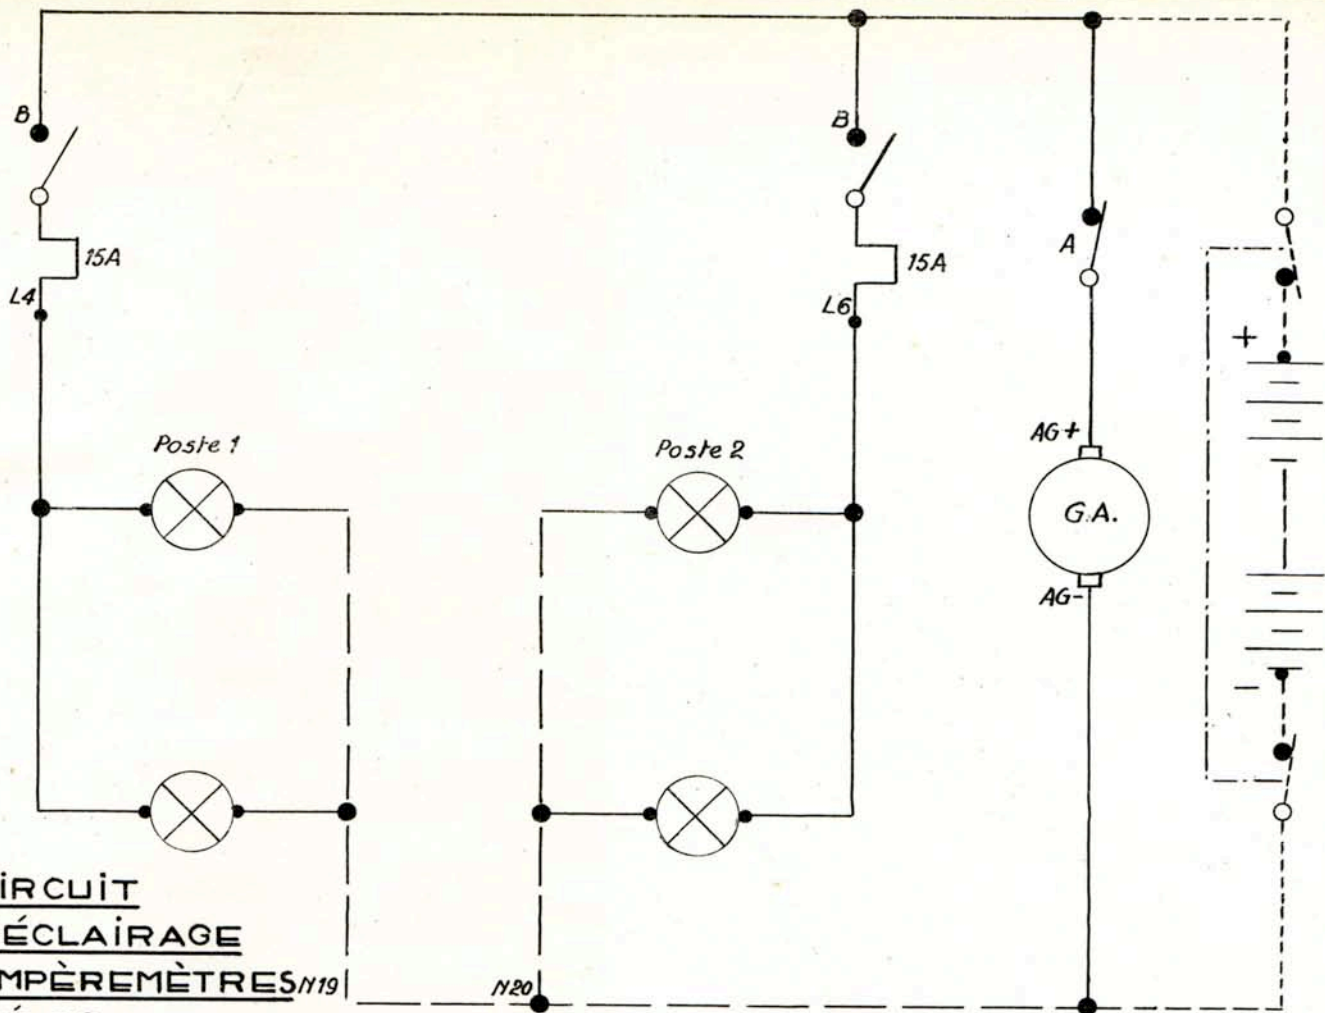 B
B
A
15A
15A
L4
L6
+
Poste 1
Poste 2
AG+
G.A.
AG-
-
IRCUIT
ÉCLAIRAGE
MPÈREMÈTRES
N19
N20